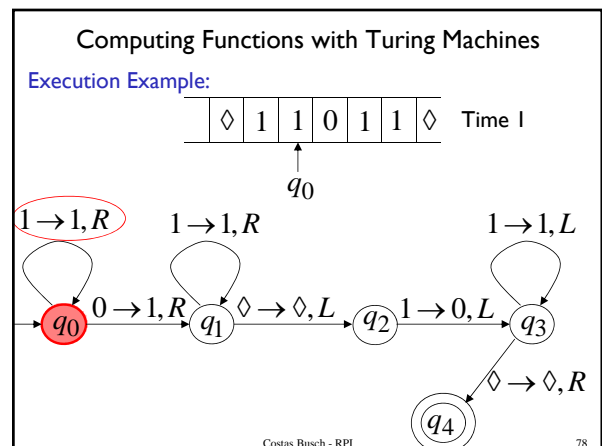 Computing Functions with Turing Machines
Execution Example:
◊ 1 1 0 1 1 ◊ Time 1
q0
1 → 1, R 1 → 1, R 1 → 1, L
q0 0 → 1, R q1 ◊ → ◊, L q2 1 → 0, L q3
◊ → ◊, R
q4
Costas Busch - RPI 78